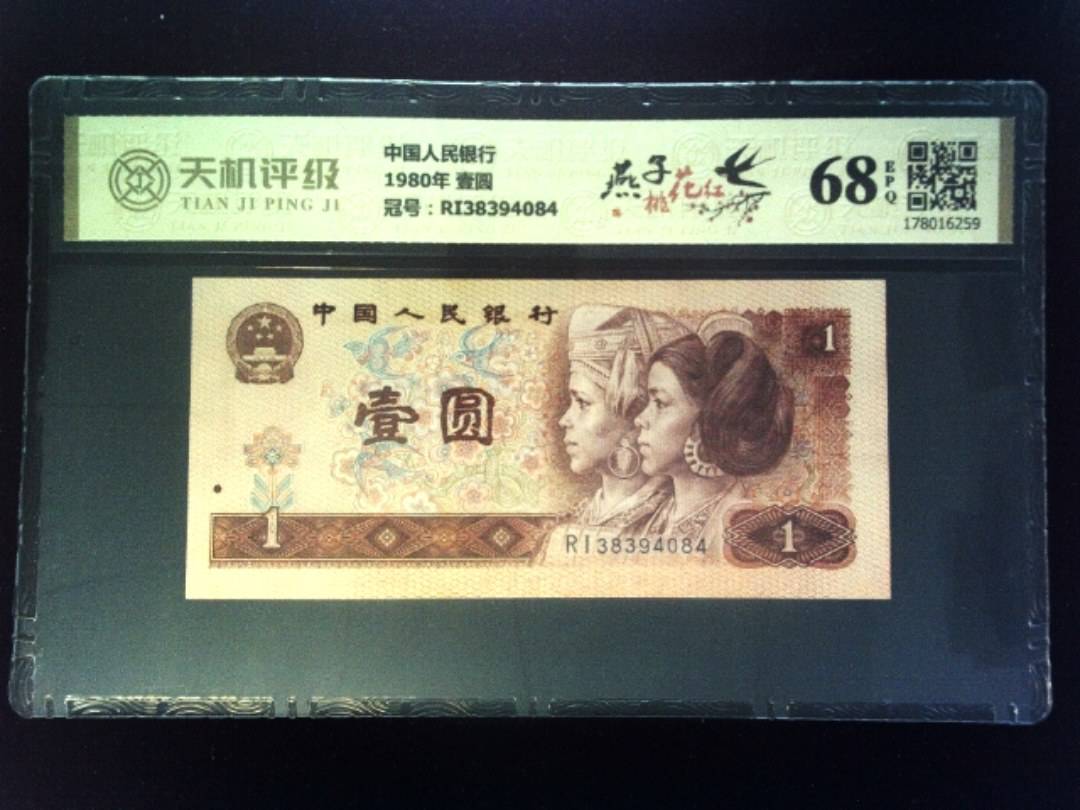 天机评级
TIAN JI PING JI
中国人民银行
1980年 壹圆
冠号：RI38394084
燕子
桃花红
68
EPQ
178016259
中国人民银行
壹圆
1
1
RI38394084
1